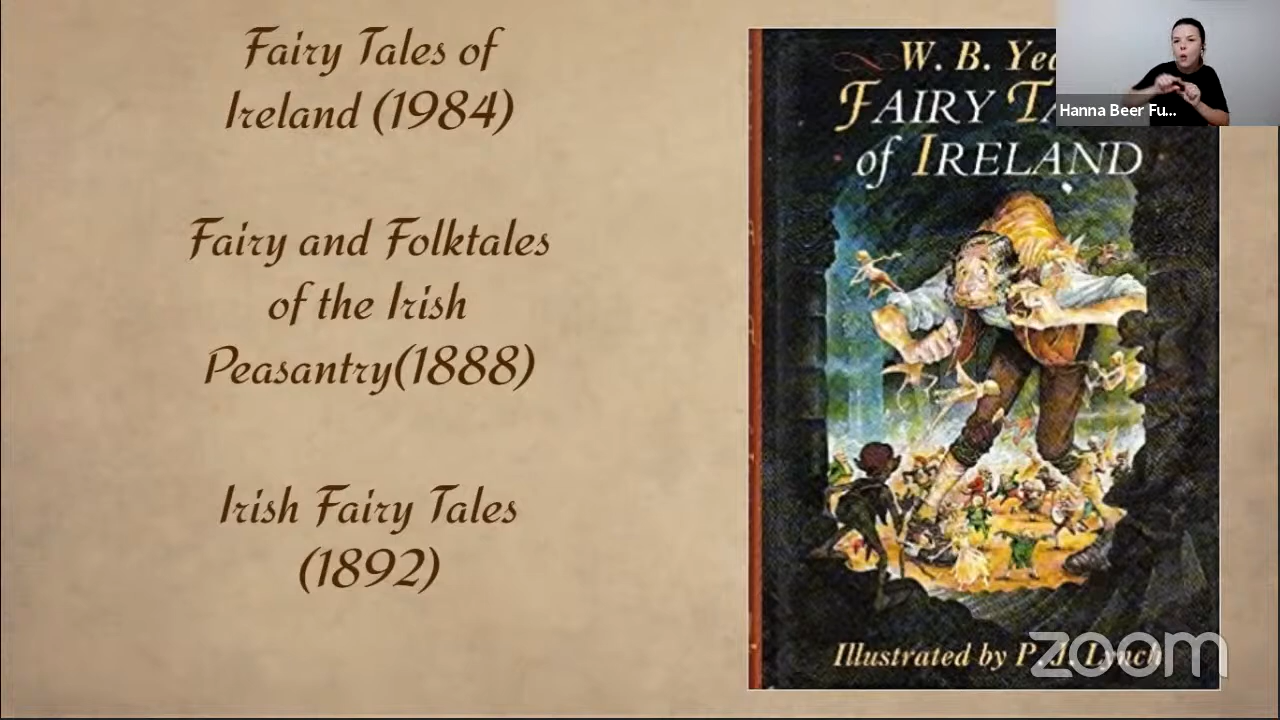 Fairy Tales of
Ireland (1984)
Fairy and Folktales
of the Irish
Peasantry(1888)
Irish Fairy Tales
(1892)
W. B. Yea
FAIRY TA
of IRELAND
Illustrated by P. J. Lynch
Hanna Beer Fu...
zoom